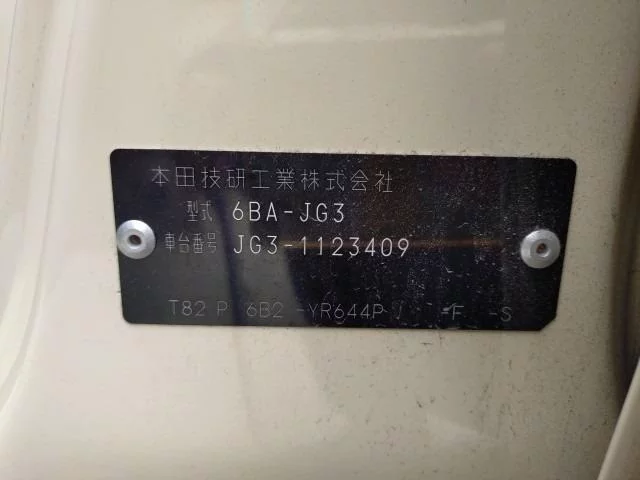 本田技研工業株式会社
型式 6BA-JG3
車台番号 JG3-1123409
T82 P 6B2 -YR644P -F -S